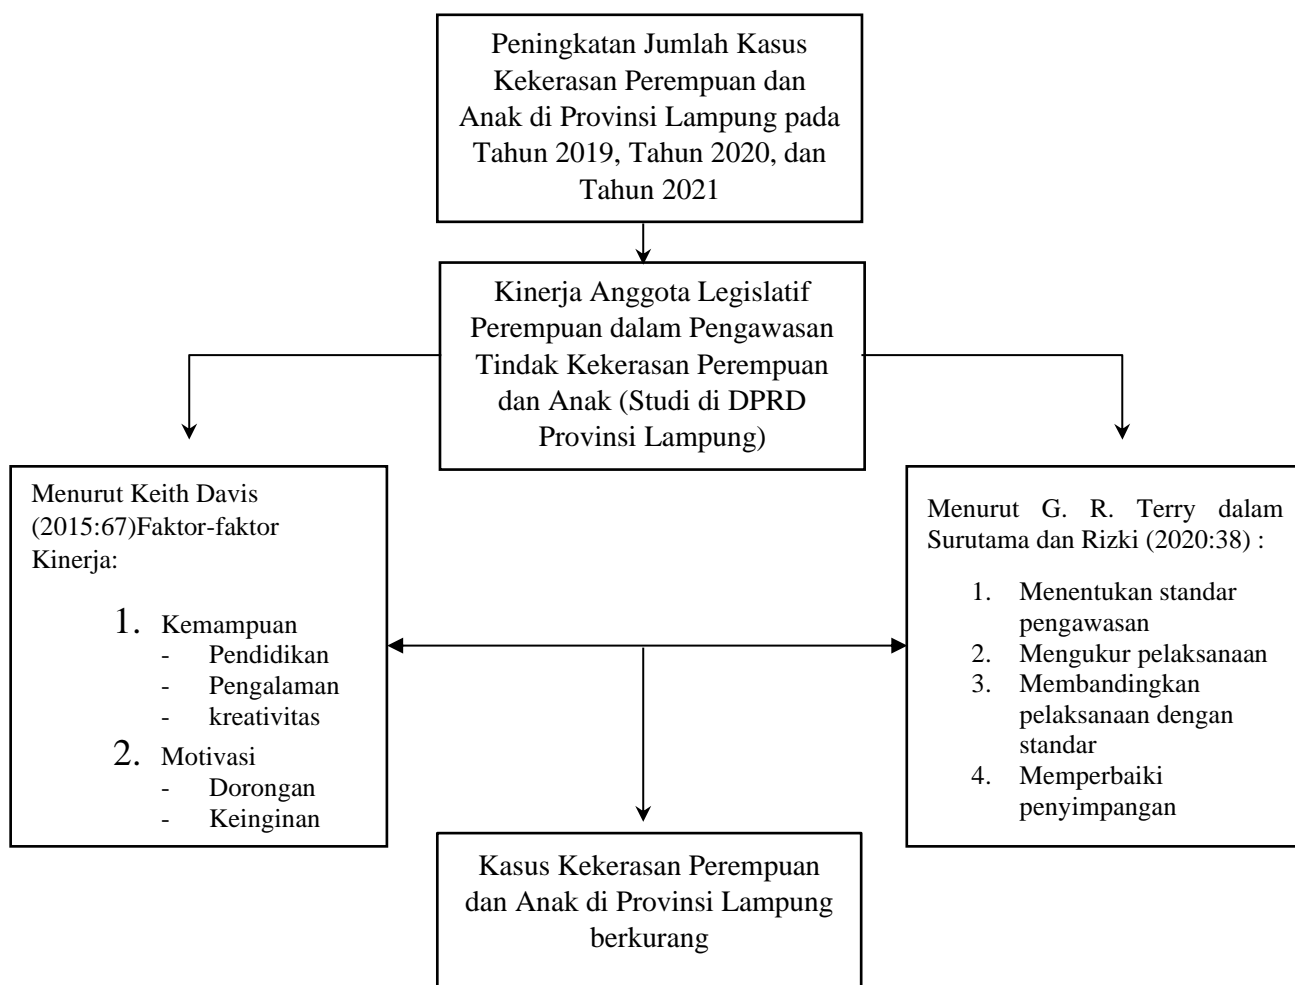 Peningkatan Jumlah Kasus
Kekerasan Perempuan dan
Anak di Provinsi Lampung pada
Tahun 2019, Tahun 2020, dan
Tahun 2021
Kinerja Anggota Legislatif
Perempuan dalam Pengawasan
Tindak Kekerasan Perempuan
dan Anak (Studi di DPRD
Provinsi Lampung)
Menurut Keith Davis
(2015:67)Faktor-faktor
Kinerja:
1. Kemampuan
- Pendidikan
- Pengalaman
- kreativitas
2. Motivasi
- Dorongan
- Keinginan
Menurut G. R. Terry dalam
Surutama dan Rizki (2020:38) :
1. Menentukan standar
pengawasan
2. Mengukur pelaksanaan
3. Membandingkan
pelaksanaan dengan
standar
4. Memperbaiki
penyimpangan
Kasus Kekerasan Perempuan
dan Anak di Provinsi Lampung
berkurang